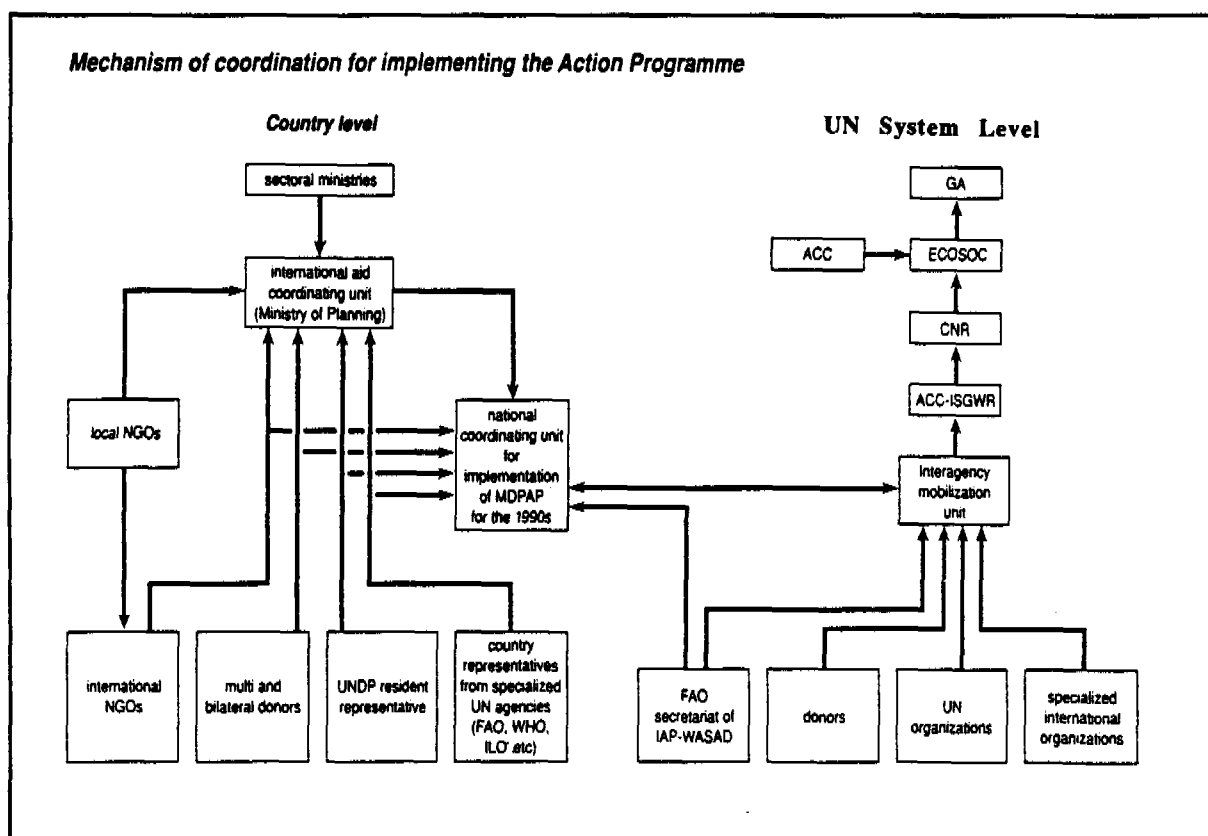 Mechanism of coordination for implementing the Action Programme
Country level
UN System Level
sectoral ministries
GA
international aid
coordinating unit
(Ministry of Planning)
ACC
ECOSOC
CNR
local NGOs
national
coordinating unit
for
implementation
of MDPAP
for the 1990s
ACC-ISGWR
Interagency
mobilization
unit
international
NGOs
multi and
bilateral donors
UNDP resident
representative
country
representatives
from specialized
UN agencies
(FAO, WHO,
ILO etc)
FAO
secretariat of
IAP-WASAD
donors
UN
organizations
specialized
international
organizations